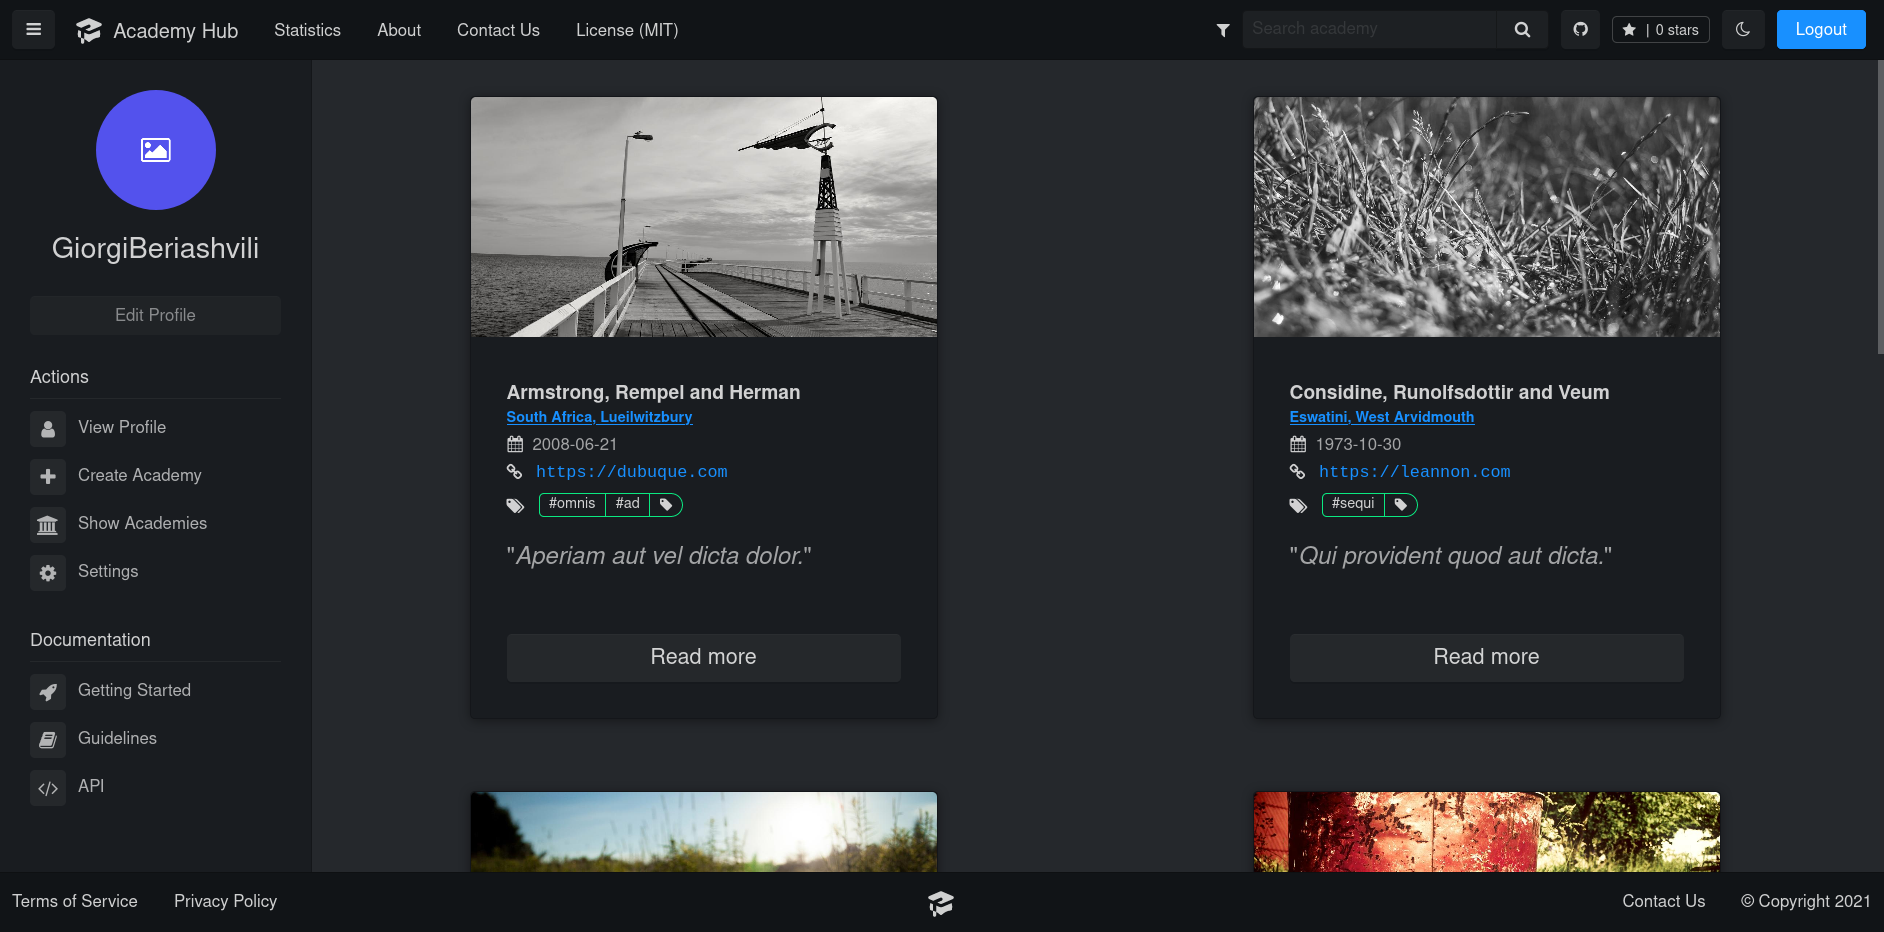 Academy Hub
Statistics
About
Contact Us
License (MIT)
Search academy
| 0 stars
Logout
GiorgiBeriashvili
Edit Profile
Actions
View Profile
Create Academy
Show Academies
Settings
Documentation
Getting Started
Guidelines
API
Armstrong, Rempel and Herman
South Africa, Lueilwitzbury
2008-06-21
https://dubuque.com
#omnis #ad
"Aperiam aut vel dicta dolor."
Read more
Considine, Runolfsdottir and Veum
Eswatini, West Arvidmouth
1973-10-30
https://leannon.com
#sequi
"Qui provident quod aut dicta."
Read more
Terms of Service
Privacy Policy
Contact Us
© Copyright 2021